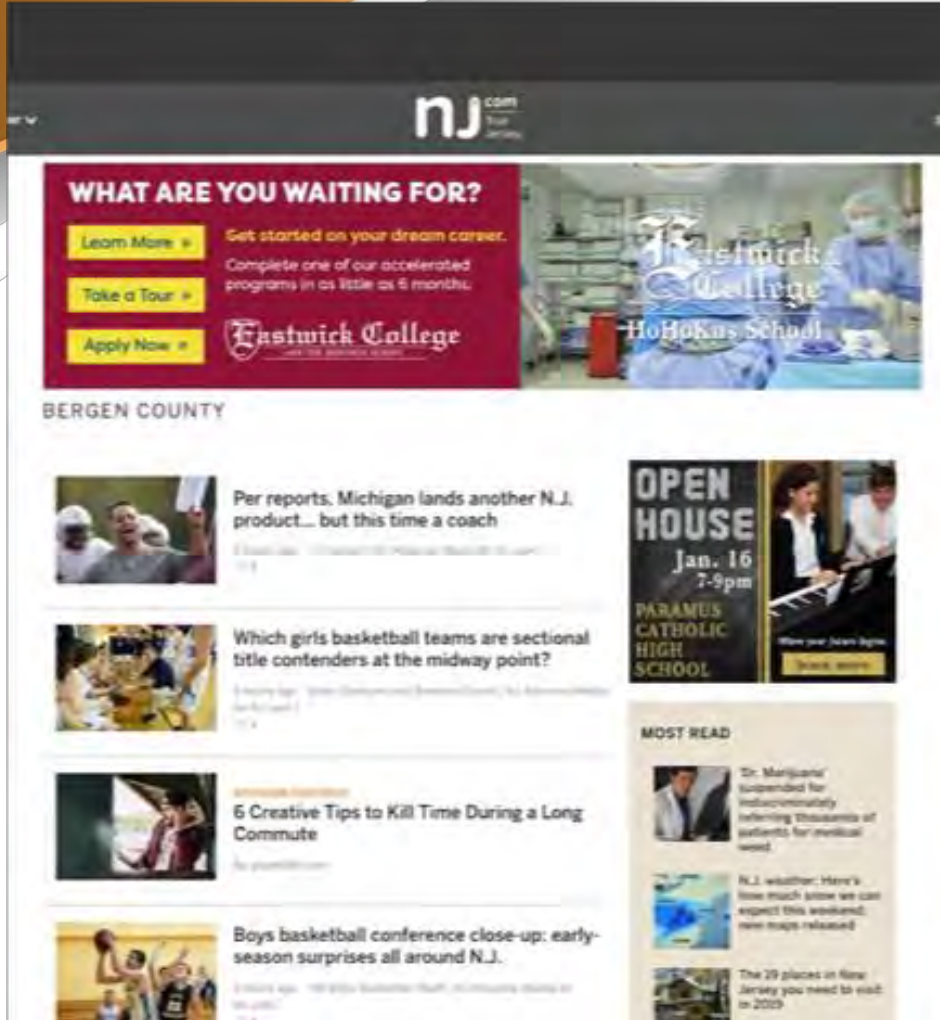 nj
.com
True
Jersey
WHAT ARE YOU WAITING FOR?
Learn More »
Take a Tour »
Apply Now »
Get started on your dream career.
Complete one of our accelerated
programs in as little as 6 months.
Eastwick College
Eastwick
College
HoHoKus School
BERGEN COUNTY
Per reports, Michigan lands another N.J.
product... but this time a coach
Which girls basketball teams are sectional
title contenders at the midway point?
6 Creative Tips to Kill Time During a Long
Commute
Boys basketball conference close-up: early-
season surprises all around N.J.
OPEN
HOUSE
Jan. 16
7-9pm
PARAMUS
CATHOLIC
HIGH
SCHOOL
Where your future begins
MOST READ
'Dr. Marijuana'
suspended for
indiscriminately
referring thousands of
patients for medical
weed
N.J. weather: Here's
how much snow we can
expect this weekend;
new maps released
The 29 places in New
Jersey you need to visit
in 2019